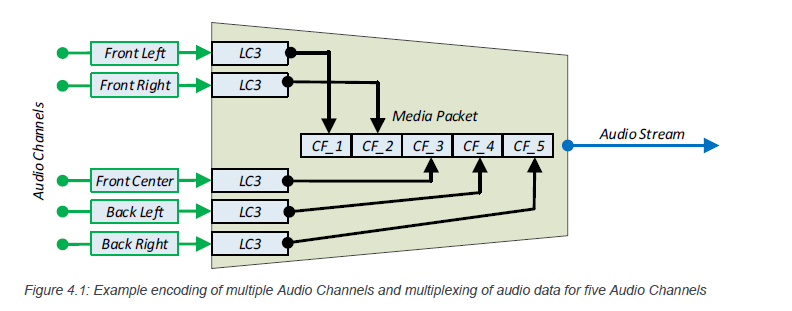 Front Left LC3
Front Right LC3
Media Packet
Audio Channels
CF_1 CF_2 CF_3 CF_4 CF_5
Audio Stream
Front Center LC3
Back Left LC3
Back Right LC3
Figure 4.1: Example encoding of multiple Audio Channels and multiplexing of audio data for five Audio Channels